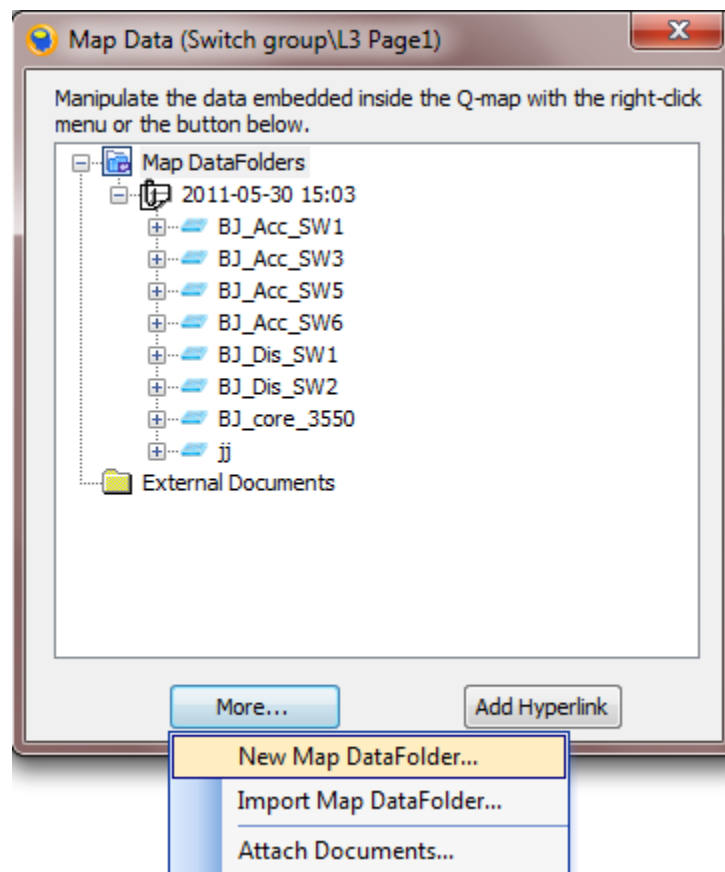 Map Data (Switch group\L3 Page1)
Manipulate the data embedded inside the Q-map with the right-click
menu or the button below.
Map DataFolders
2011-05-30 15:03
BJ_Acc_SW1
BJ_Acc_SW3
BJ_Acc_SW5
BJ_Acc_SW6
BJ_Dis_SW1
BJ_Dis_SW2
BJ_core_3550
jj
External Documents
More... Add Hyperlink
New Map DataFolder...
Import Map DataFolder...
Attach Documents...